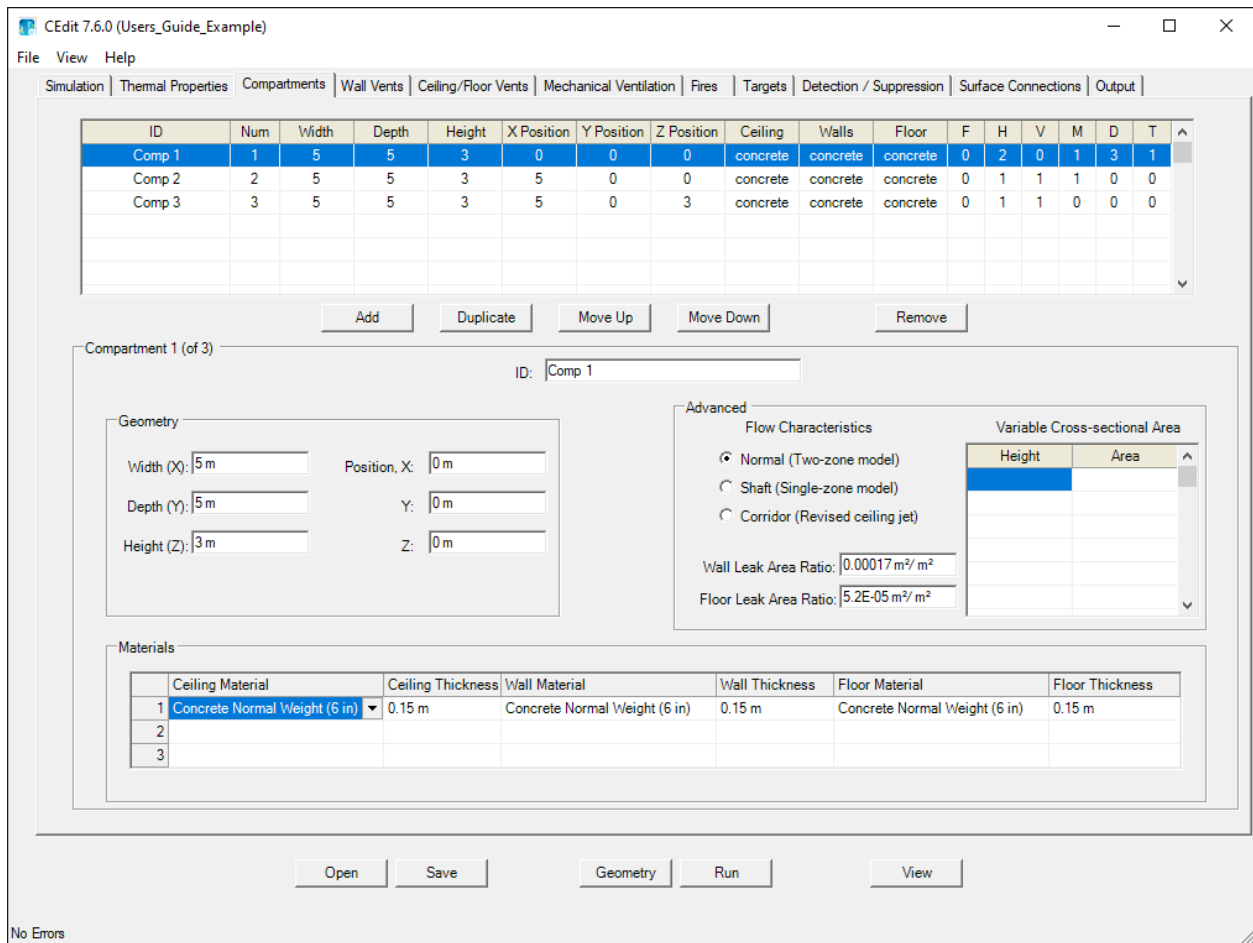 CEdit 7.6.0 (Users_Guide_Example)
File View Help
Simulation Thermal Properties Compartments Wall Vents Ceiling/Floor Vents Mechanical Ventilation Fires Targets Detection / Suppression Surface Connections Output
ID Num Width Depth Height X Position Y Position Z Position Ceiling Walls Floor F H V M D T
Comp 1 1 5 5 3 0 0 0 concrete concrete concrete 0 2 0 1 3 1
Comp 2 2 5 5 3 5 0 0 concrete concrete concrete 0 1 1 1 0 0
Comp 3 3 5 5 3 5 0 3 concrete concrete concrete 0 1 1 0 0 0
Add Duplicate Move Up Move Down Remove
Compartment 1 (of 3)
ID: Comp 1
Geometry
Width (X): 5 m Position, X: 0 m
Depth (Y): 5 m Y: 0 m
Height (Z): 3 m Z: 0 m
Advanced
Flow Characteristics Variable Cross-sectional Area
Normal (Two-zone model) Height Area
Shaft (Single-zone model)
Corridor (Revised ceiling jet)
Wall Leak Area Ratio: 0.00017 m²/ m²
Floor Leak Area Ratio: 5.2E-05 m²/ m²
Materials
Ceiling Material Ceiling Thickness Wall Material Wall Thickness Floor Material Floor Thickness
1 Concrete Normal Weight (6 in) 0.15 m Concrete Normal Weight (6 in) 0.15 m Concrete Normal Weight (6 in) 0.15 m
2
3
Open Save Geometry Run View
No Errors